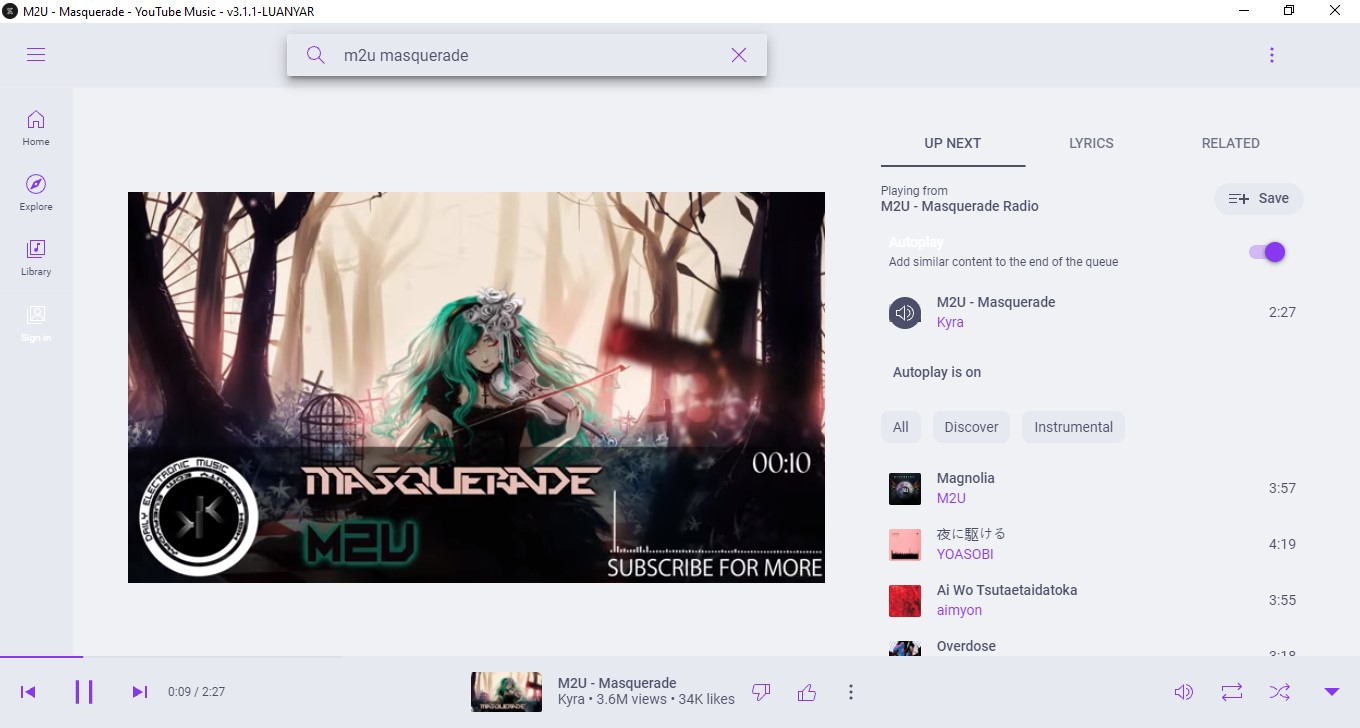 M2U - Masquerade - YouTube Music - v3.1.1-LUANYAR
m2u masquerade
Home
Explore
Library
Sign in
00:10
MASQUERADE
M2U
DAILY ELECTRONIC MUSIC
SUBSCRIBE FOR MORE
UP NEXT
LYRICS
RELATED
Playing from
M2U - Masquerade Radio
Save
Autoplay
Add similar content to the end of the queue
M2U - Masquerade
Kyra
2:27
Autoplay is on
All
Discover
Instrumental
Magnolia
M2U
3:57
夜に駆ける
YOASOBI
4:19
Ai Wo Tsutaetaidatoka
aimyon
3:55
Overdose
3:18
0:09 / 2:27
M2U - Masquerade
Kyra • 3.6M views • 34K likes